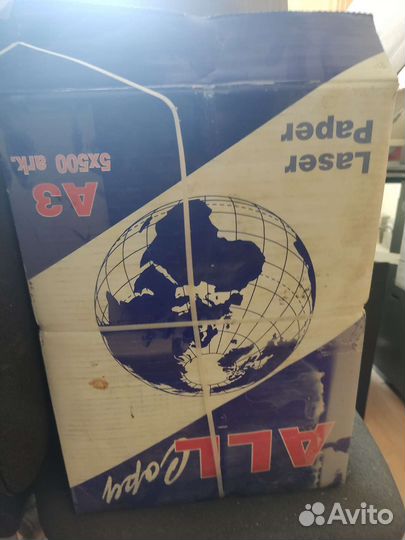 ALL
Copy
Laser
Paper
A3
5x500 ark.
Avito